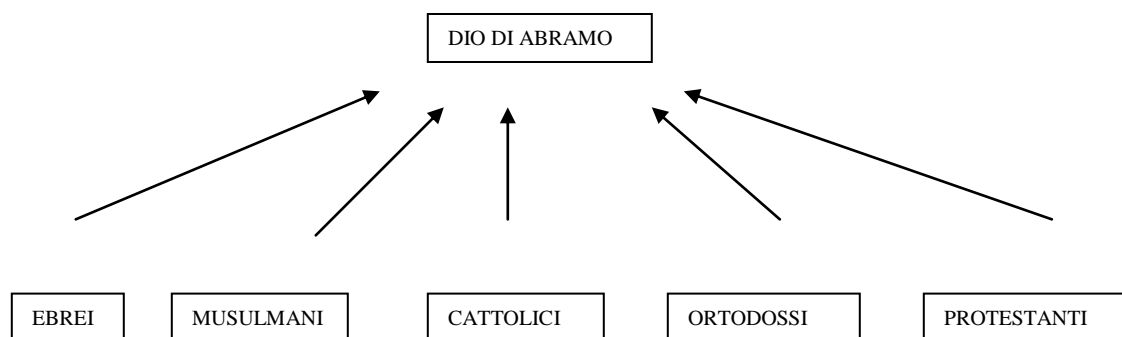 DIO DI ABRAMO
EBREI
MUSULMANI
CATTOLICI
ORTODOSSI
PROTESTANTI